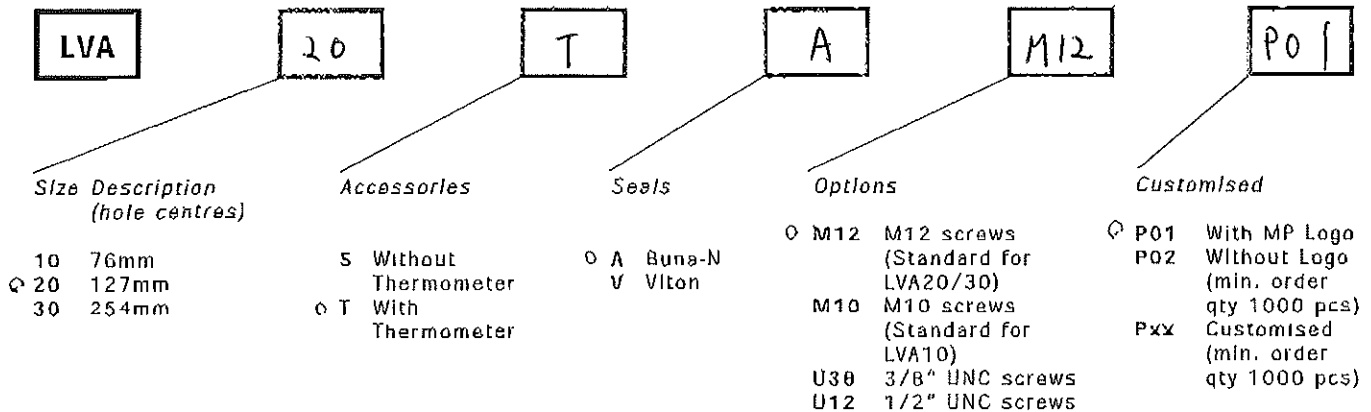 LVA 20 T A M12 P01
Size Description
(hole centres)
10 76mm
20 127mm
30 254mm
Accessories
S Without
Thermometer
T With
Thermometer
Seals
A Buna-N
V Viton
Options
M12 M12 screws
(Standard for
LVA20/30)
M10 M10 screws
(Standard for
LVA10)
U38 3/8" UNC screws
U12 1/2" UNC screws
Customised
P01 With MP Logo
P02 Without Logo
(min. order
qty 1000 pcs)
Pxx Customised
(min. order
qty 1000 pcs)